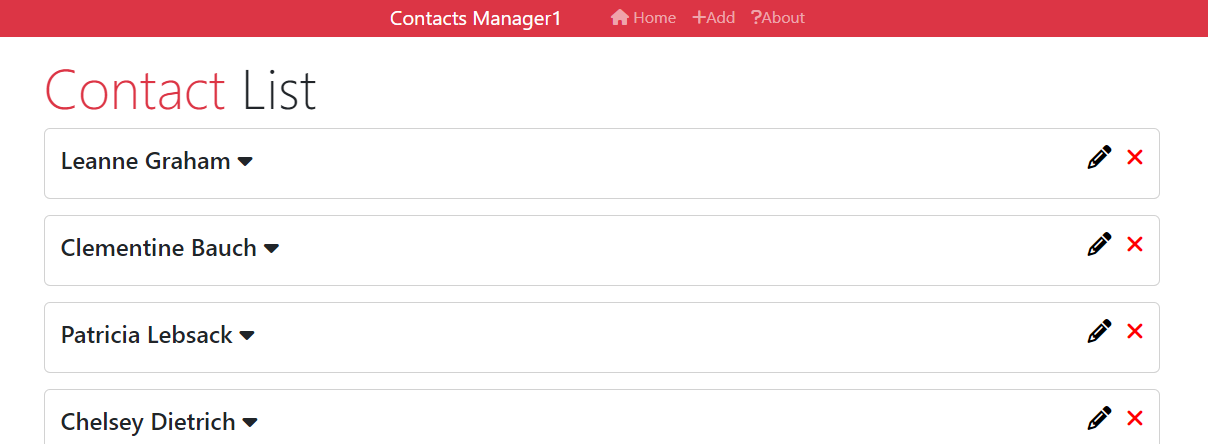 Contacts Manager1 Home Add ?About
Contact List
Leanne Graham
Clementine Bauch
Patricia Lebsack
Chelsey Dietrich